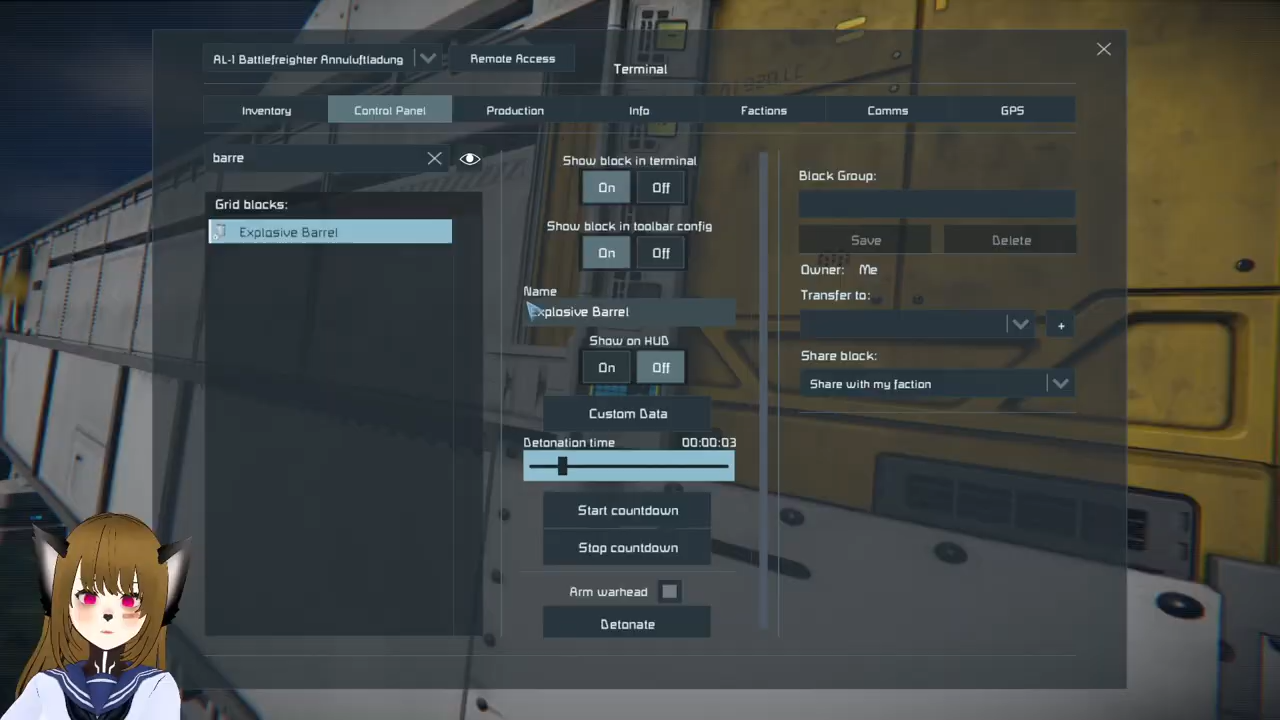 AL-1 Battlefreighter Annuluftladung
Remote Access
Terminal
Inventory
Control Panel
Production
Info
Factions
Comms
GPS
barre
Grid blocks:
Explosive Barrel
Show block in terminal
On Off
Show block in toolbar config
On Off
Name
Explosive Barrel
Show on HUD
On Off
Custom Data
Detonation time 00:00:03
Start countdown
Stop countdown
Arm warhead
Detonate
Block Group:
Save Delete
Owner: Me
Transfer to:
+
Share block:
Share with my faction